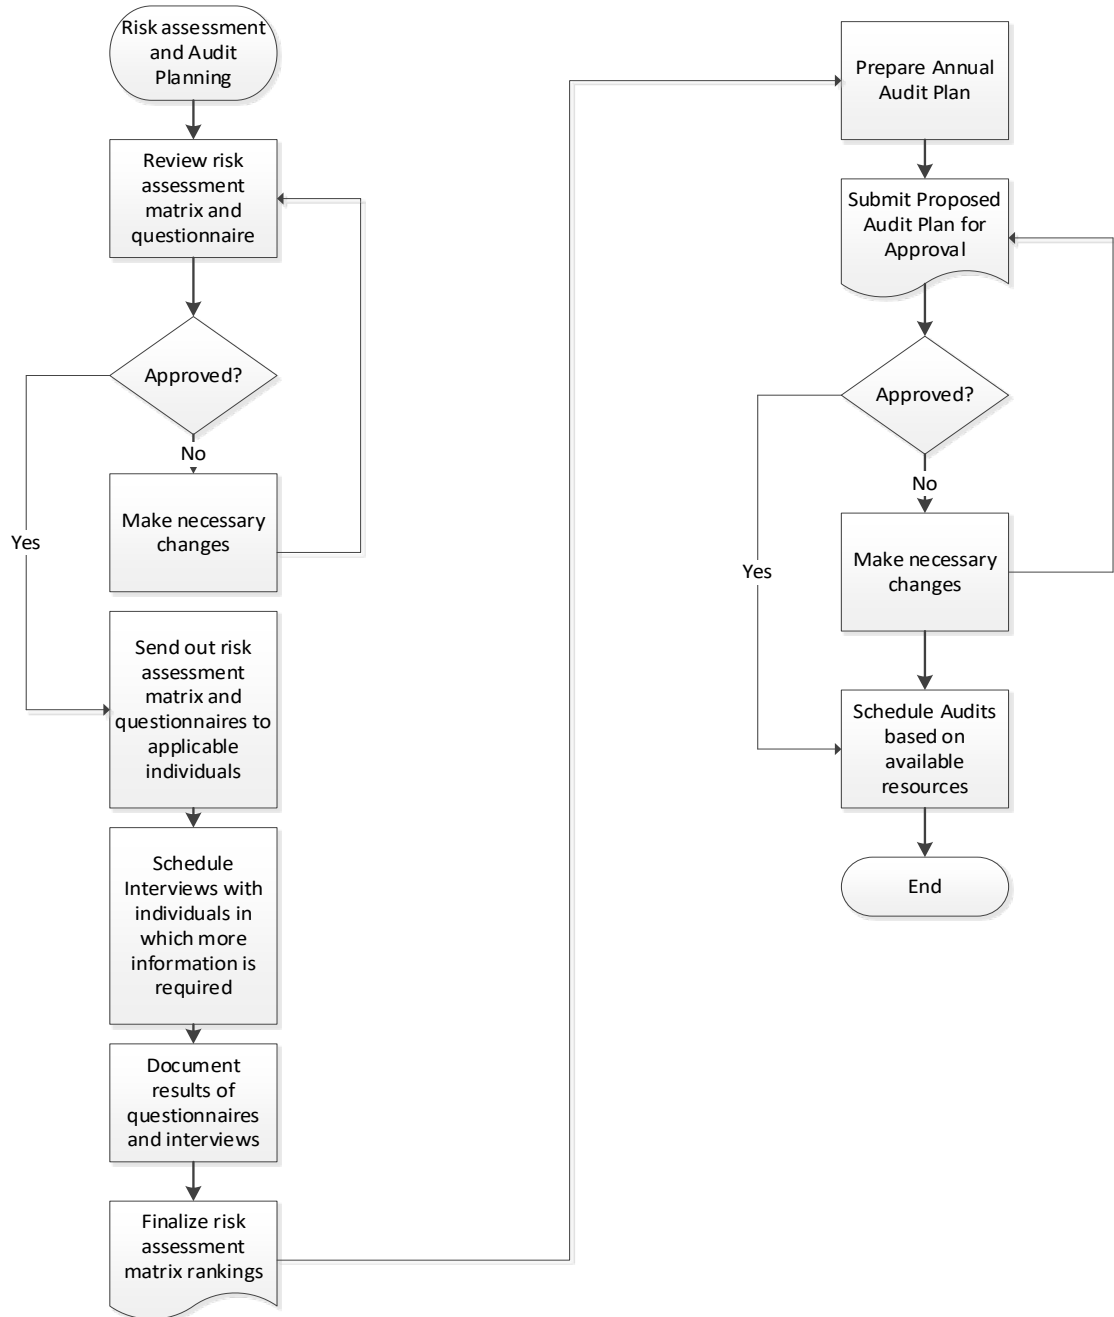 Risk assessment
and Audit
Planning
Review risk
assessment
matrix and
questionnaire
Approved?
No
Make necessary
changes
Yes
Send out risk
assessment
matrix and
questionnaires to
applicable
individuals
Schedule
Interviews with
individuals in
which more
information is
required
Document
results of
questionnaires
and interviews
Finalize risk
assessment
matrix rankings
Prepare Annual
Audit Plan
Submit Proposed
Audit Plan for
Approval
Approved?
No
Make necessary
changes
Yes
Schedule Audits
based on
available
resources
End